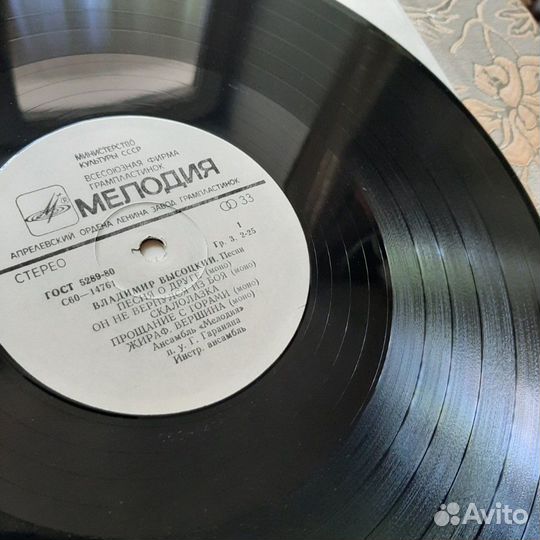 МИНИСТЕРСТВО
КУЛЬТУРЫ СССР
ВСЕСОЮЗНАЯ ФИРМА
ГРАМПЛАСТИНОК
МЕЛОДИЯ
АПРЕЛЕВСКИЙ ОРДЕНА ЛЕНИНА ЗАВОД ГРАМПЛАСТИНОК
33
СТЕРЕО
1
ГОСТ 5289-80
Гр. 3. 2-25
С60—14761
ВЛАДИМИР ВЫСОЦКИЙ. Песни
ПЕСНЯ О ДРУГЕ (моно)
ОН НЕ ВЕРНУЛСЯ ИЗ БОЯ (моно)
СКАЛОЛАЗКА
ПРОЩАНИЕ С ГОРАМИ (моно)
ЖИРАФ. ВЕРШИНА (моно)
Ансамбль «Мелодия»
п. у. Г. Гараняна
Инстр. ансамбль
Avito